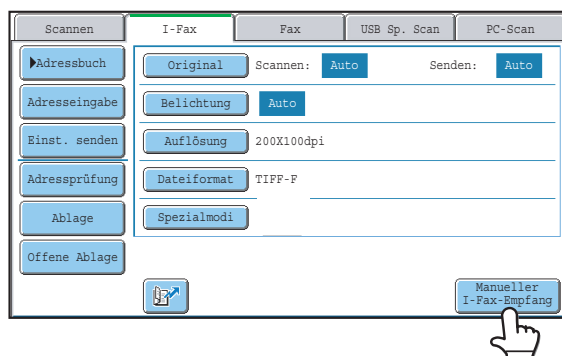 Scannen I-Fax Fax USB Sp. Scan PC-Scan
Adressbuch Original Scannen: Auto Senden: Auto
Adresseingabe Belichtung Auto
Einst. senden Auflösung 200X100dpi
Adressprüfung Dateiformat TIFF-F
Ablage Spezialmodi
Offene Ablage
Manueller
I-Fax-Empfang